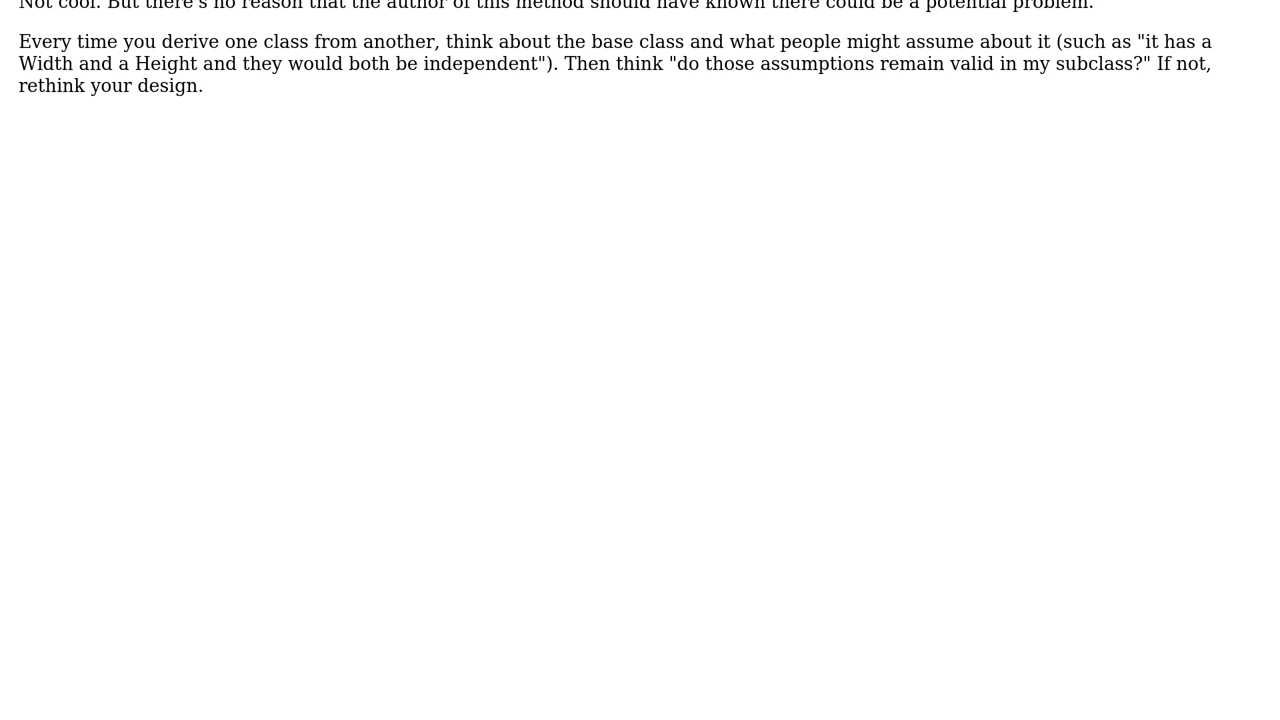 Not cool. But there's no reason that the author of this method should have known there could be a potential problem.
Every time you derive one class from another, think about the base class and what people might assume about it (such as "it has a
Width and a Height and they would both be independent"). Then think "do those assumptions remain valid in my subclass?" If not,
rethink your design.